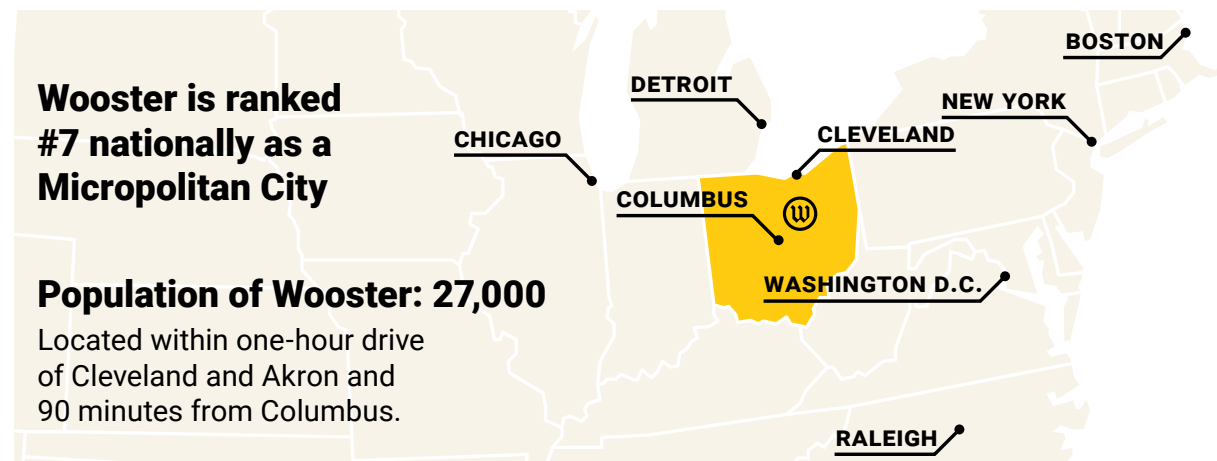 Wooster is ranked
#7 nationally as a
Micropolitan City
Population of Wooster: 27,000
Located within one-hour drive
of Cleveland and Akron and
90 minutes from Columbus.
BOSTON
DETROIT
NEW YORK
CHICAGO
CLEVELAND
COLUMBUS
W
WASHINGTON D.C.
RALEIGH